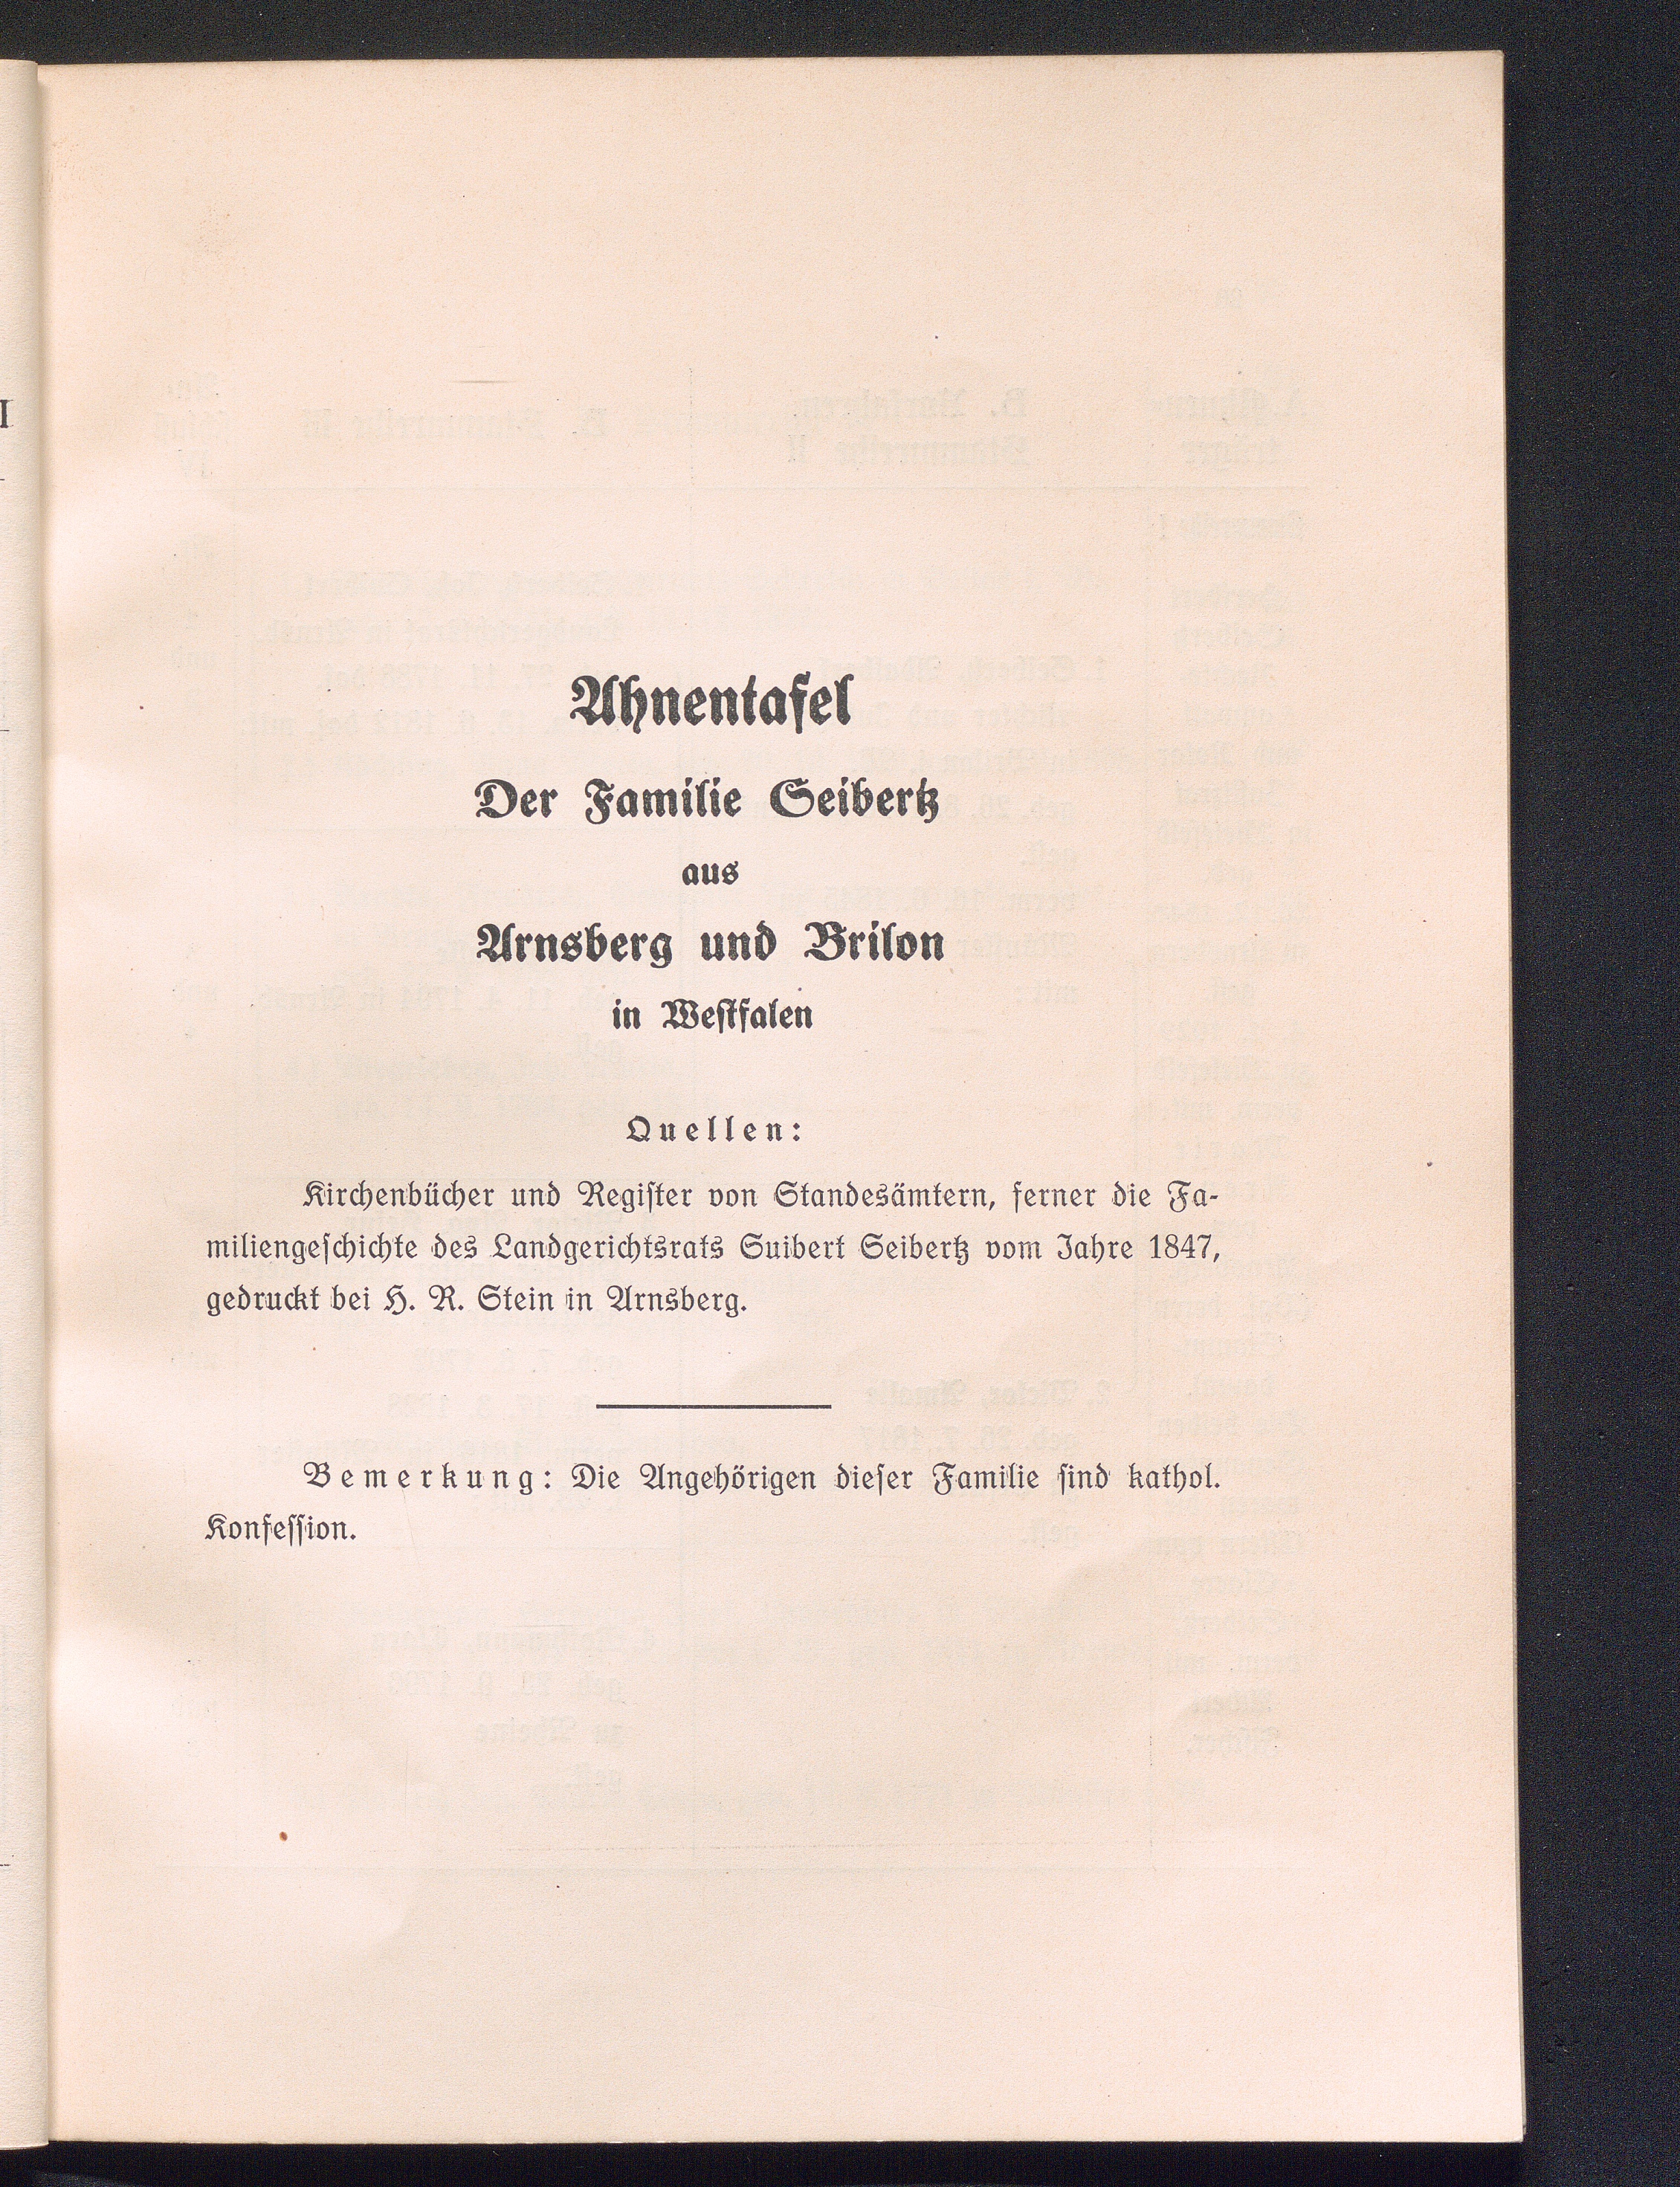 Ahnentafel
Der Familie Seibertz
aus
Arnsberg und Brilon
in Westfalen
Quellen:
Kirchenbücher und Register von Standesämtern, ferner die Fa-
miliengeschichte des Landgerichtsrats Suibert Seibertz vom Jahre 1847,
gedruckt bei H. R. Stein in Arnsberg.
Bemerkung: Die Angehörigen dieser Familie sind kathol.
Konfession.